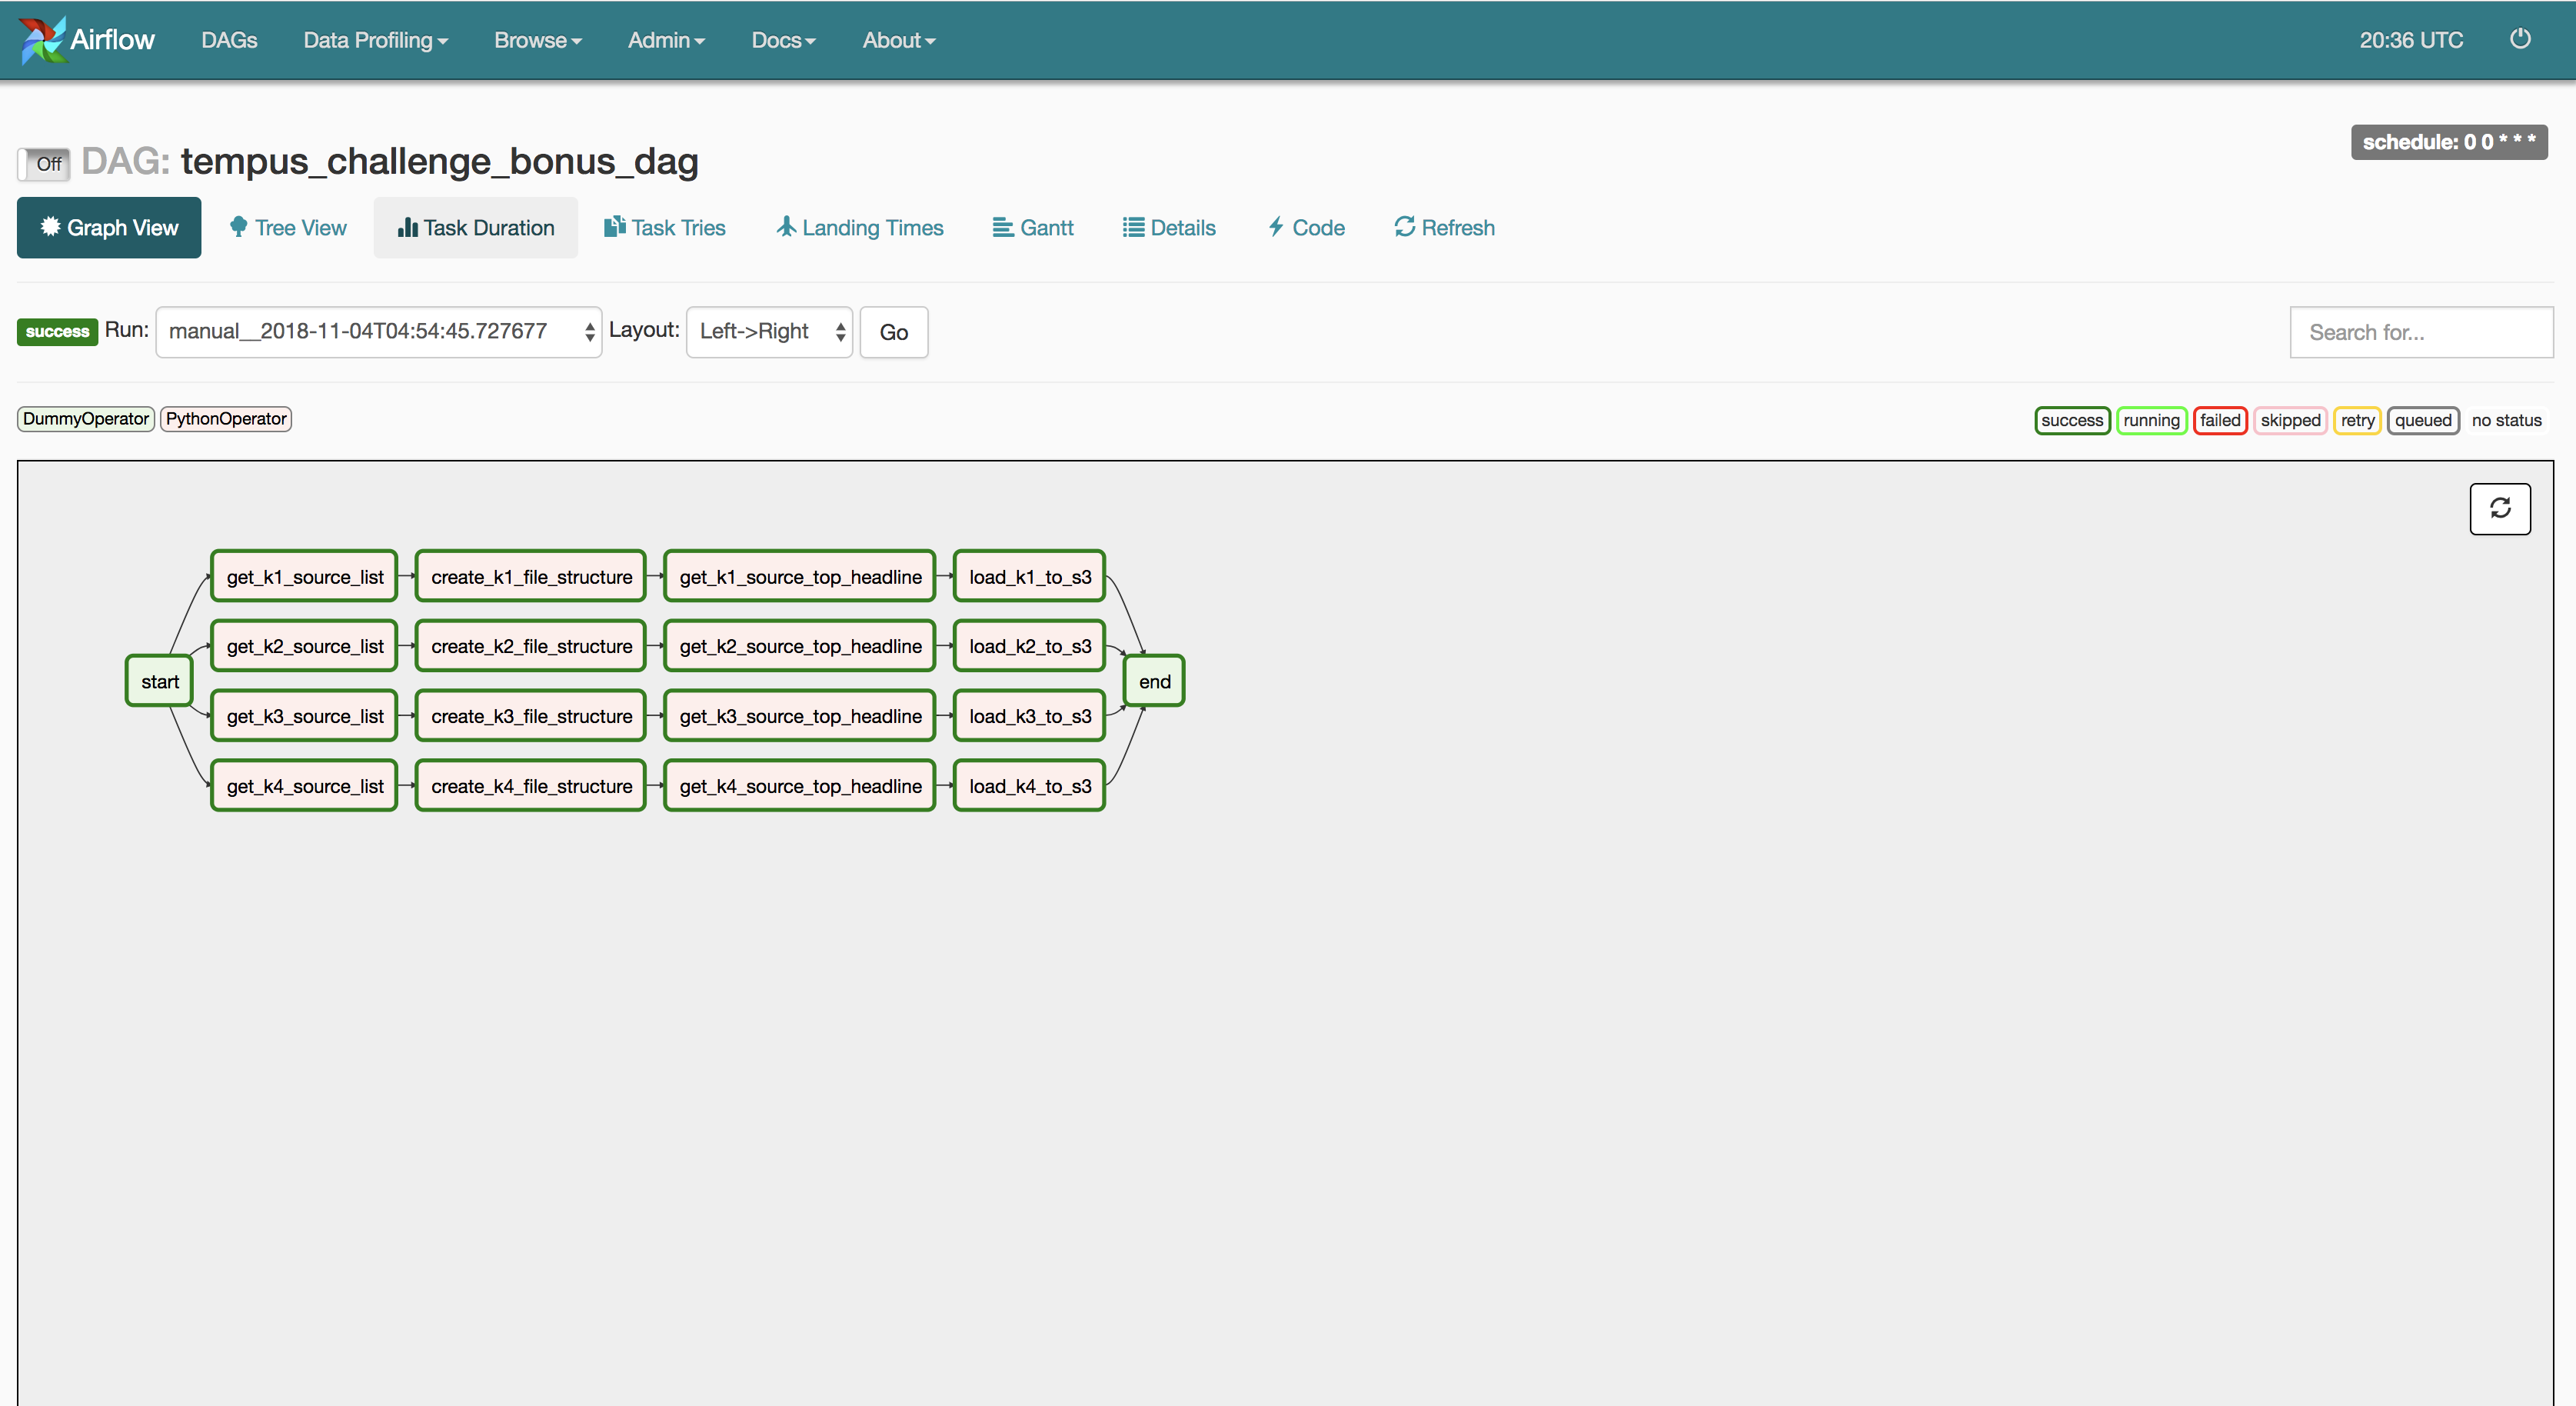 Airflow DAGs Data Profiling Browse Admin Docs About 20:36 UTC
schedule: 0 0 * * *
Off DAG: tempus_challenge_bonus_dag
Graph View Tree View Task Duration Task Tries Landing Times Gantt Details Code Refresh
success Run: manual__2018-11-04T04:54:45.727677 Layout: Left->Right Go Search for...
DummyOperator PythonOperator success running failed skipped retry queued no status
get_k1_source_list create_k1_file_structure get_k1_source_top_headline load_k1_to_s3
get_k2_source_list create_k2_file_structure get_k2_source_top_headline load_k2_to_s3
start end
get_k3_source_list create_k3_file_structure get_k3_source_top_headline load_k3_to_s3
get_k4_source_list create_k4_file_structure get_k4_source_top_headline load_k4_to_s3